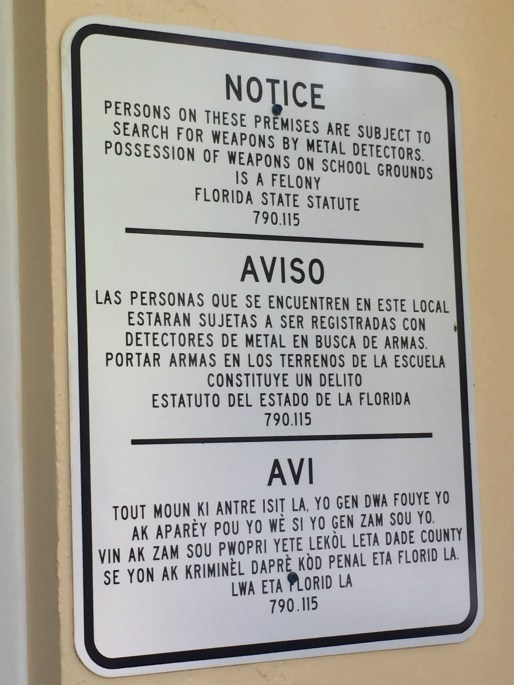 NOTICE
PERSONS ON THESE PREMISES ARE SUBJECT TO
SEARCH FOR WEAPONS BY METAL DETECTORS.
POSSESSION OF WEAPONS ON SCHOOL GROUNDS
IS A FELONY
FLORIDA STATE STATUTE
790.115
AVISO
LAS PERSONAS QUE SE ENCUENTREN EN ESTE LOCAL
ESTARAN SUJETAS A SER REGISTRADAS CON
DETECTORES DE METAL EN BUSCA DE ARMAS.
PORTAR ARMAS EN LOS TERRENOS DE LA ESCUELA
CONSTITUYE UN DELITO
ESTATUTO DEL ESTADO DE LA FLORIDA
790.115
AVI
TOUT MOUN KI ANTRE ISIT LA, YO GEN DWA FOUYE YO
AK APARÈY POU YO WÈ SI YO GEN ZAM SOU YO.
VIN AK ZAM SOU PWOPRI YETE LEKÒL LETA DADE COUNTY
SE YON AK KRIMINÈL DAPRÈ KÒD PENAL ETA FLORID LA.
LWA ETA FLORID LA
790.115